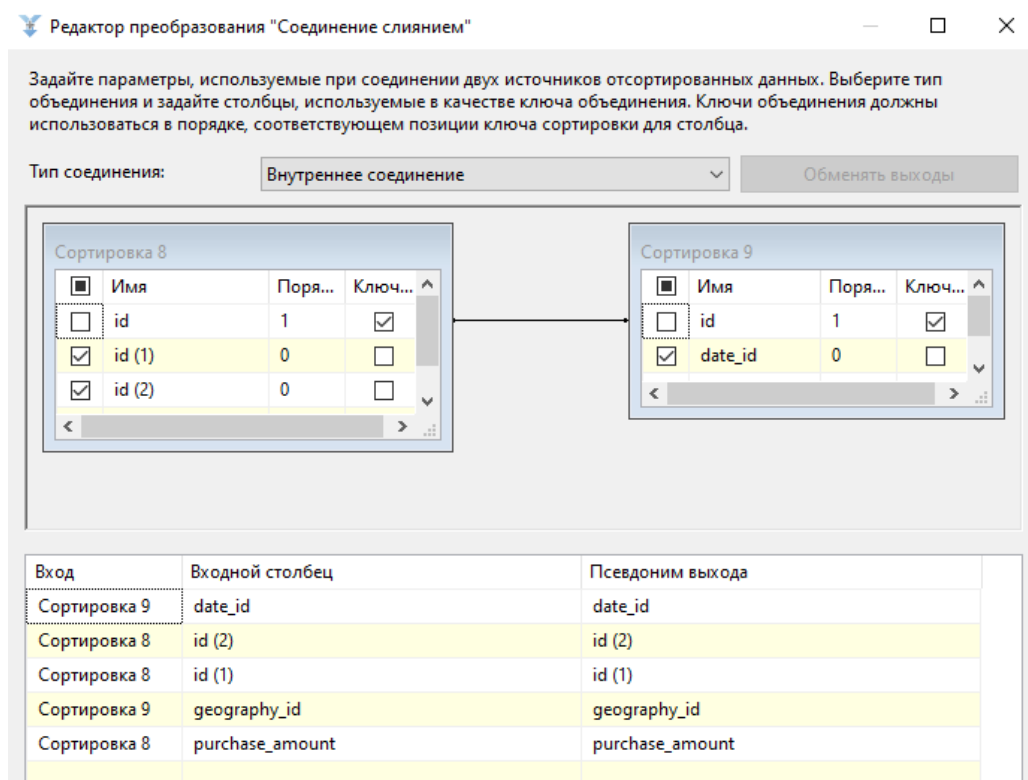 Редактор преобразования "Соединение слиянием"
Задайте параметры, используемые при соединении двух источников отсортированных данных. Выберите тип
объединения и задайте столбцы, используемые в качестве ключа объединения. Ключи объединения должны
использоваться в порядке, соответствующем позиции ключа сортировки для столбца.
Тип соединения: Внутреннее соединение Обменять выходы
Сортировка 8
Имя Поря... Ключ...
id 1
id (1) 0
id (2) 0
Сортировка 9
Имя Поря... Ключ...
id 1
date_id 0
Вход Входной столбец Псевдоним выхода
Сортировка 9 date_id date_id
Сортировка 8 id (2) id (2)
Сортировка 8 id (1) id (1)
Сортировка 9 geography_id geography_id
Сортировка 8 purchase_amount purchase_amount